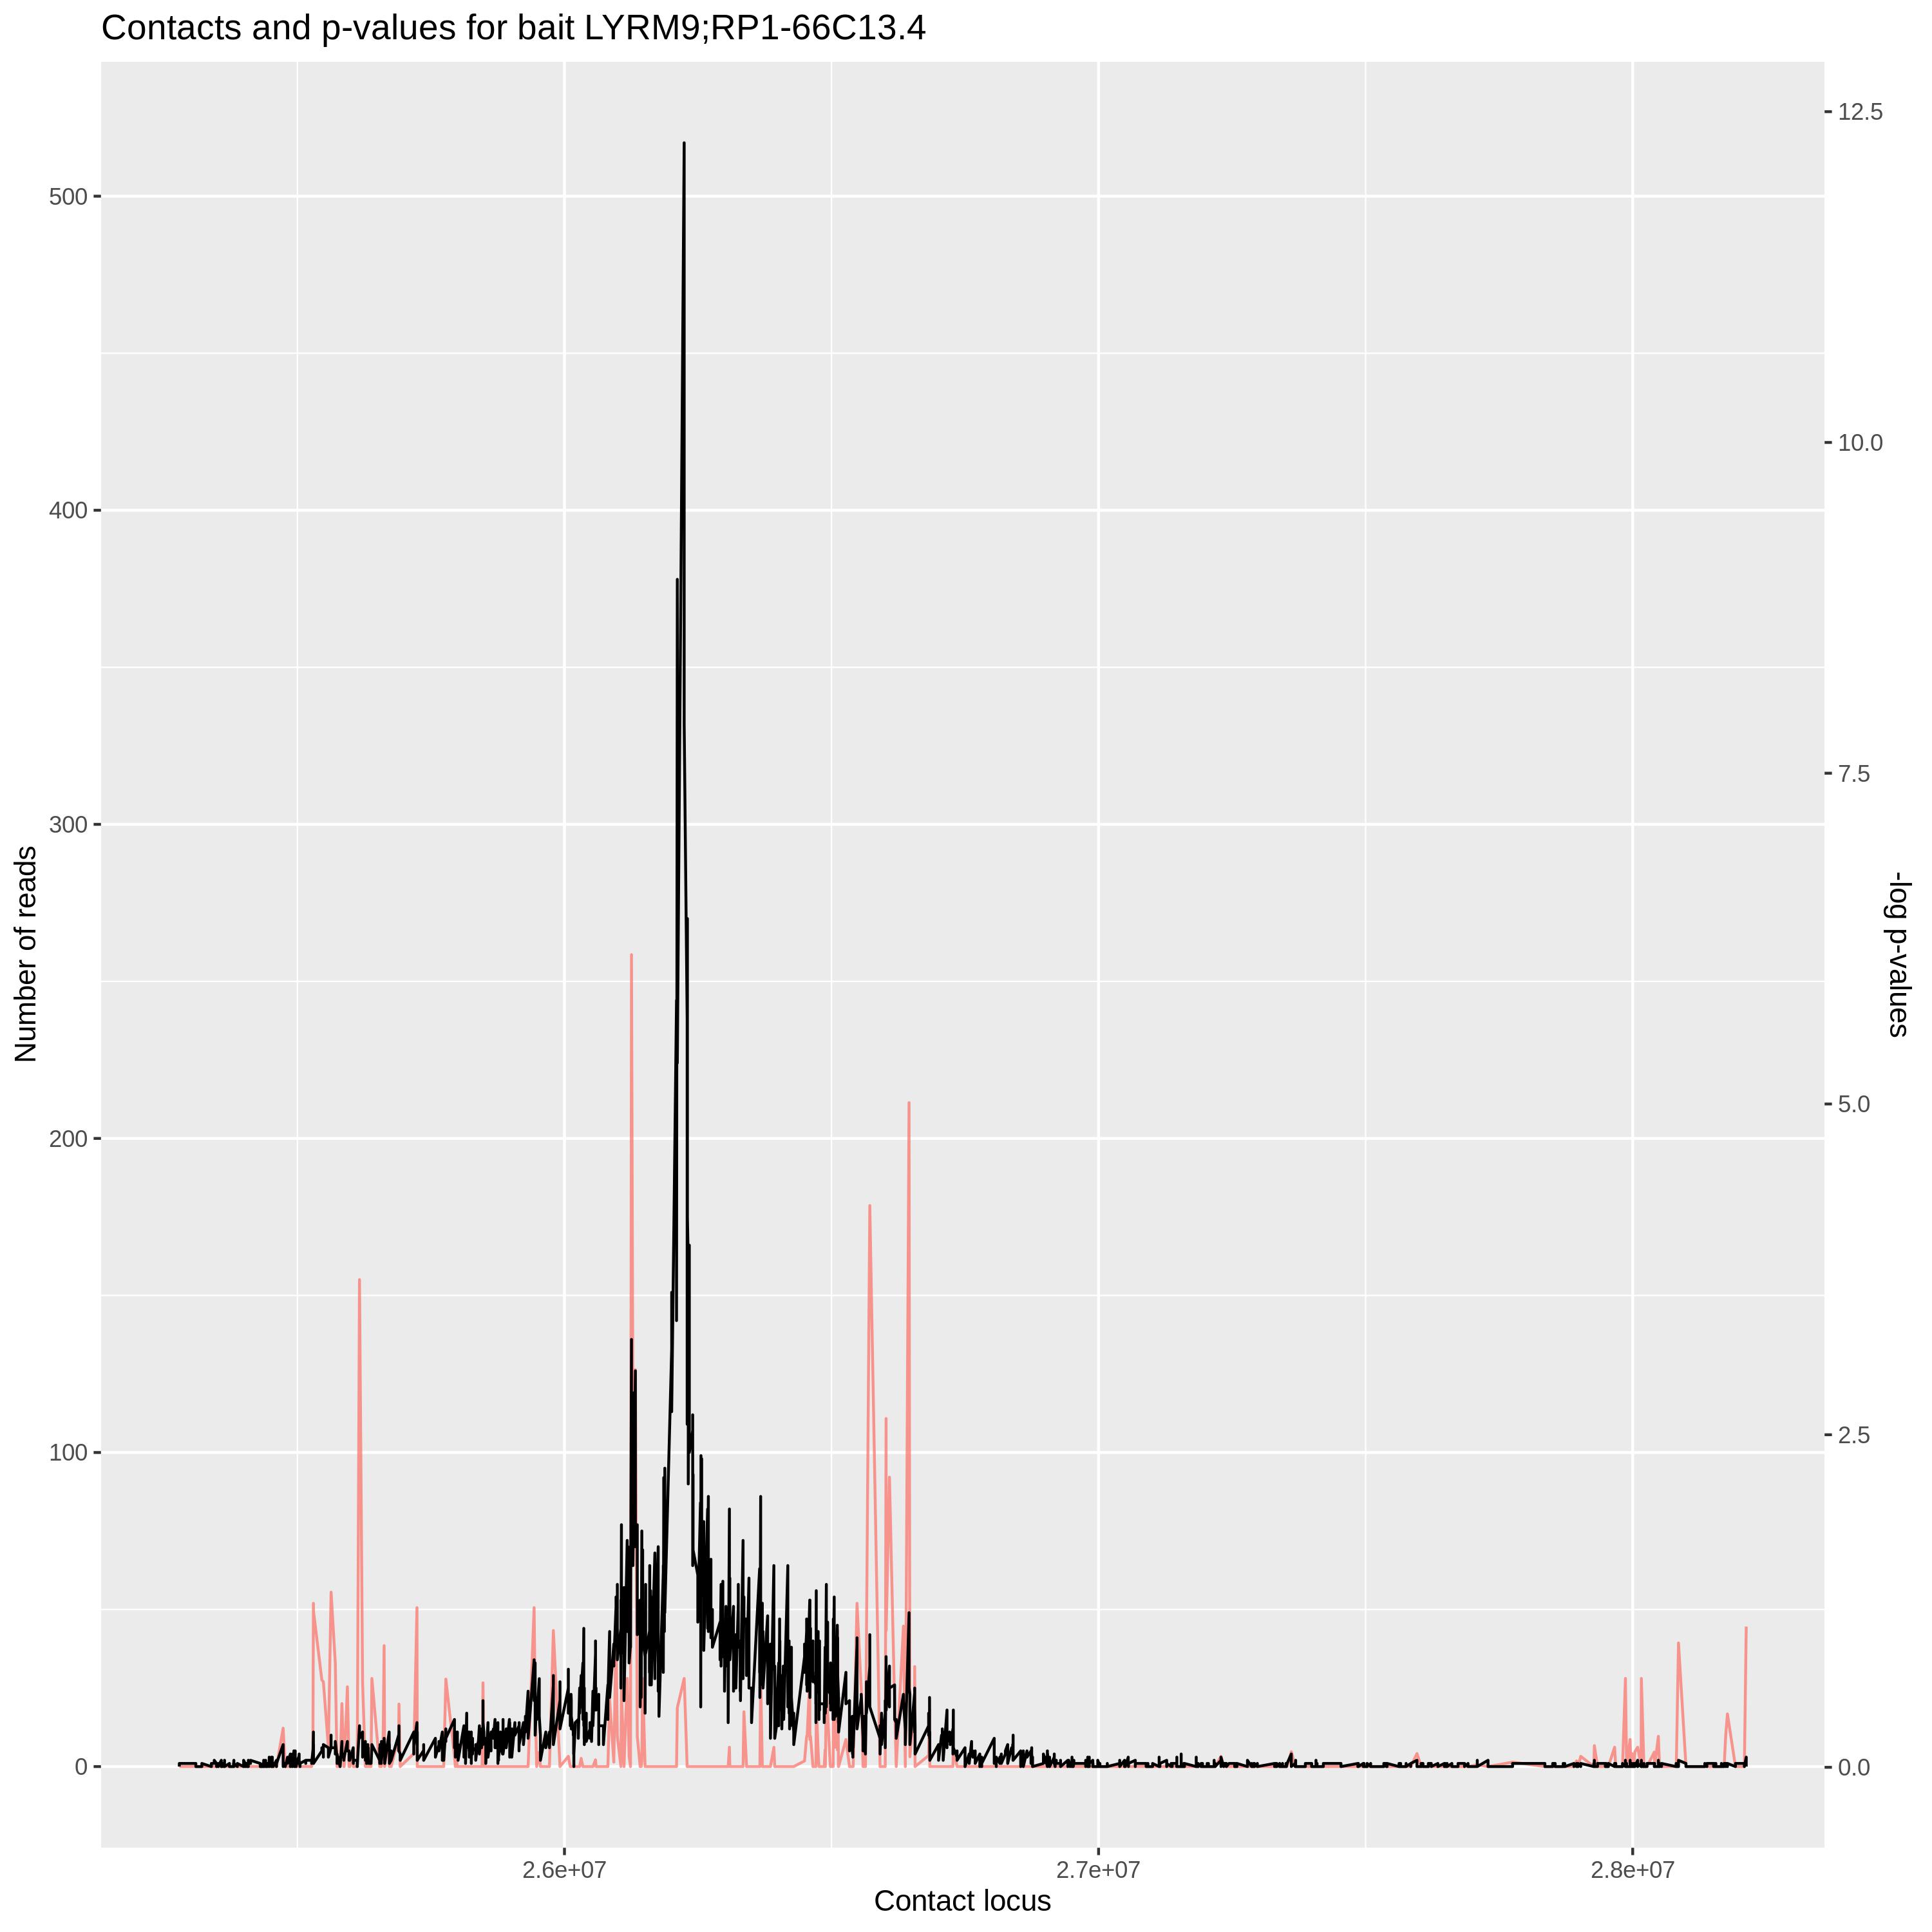 Contacts and p-values for bait LYRM9;RP1-66C13.4
Number of reads
500
400
300
200
100
0
12.5
10.0
7.5
5.0
2.5
0.0
-log p-values
2.6e+07
2.7e+07
2.8e+07
Contact locus